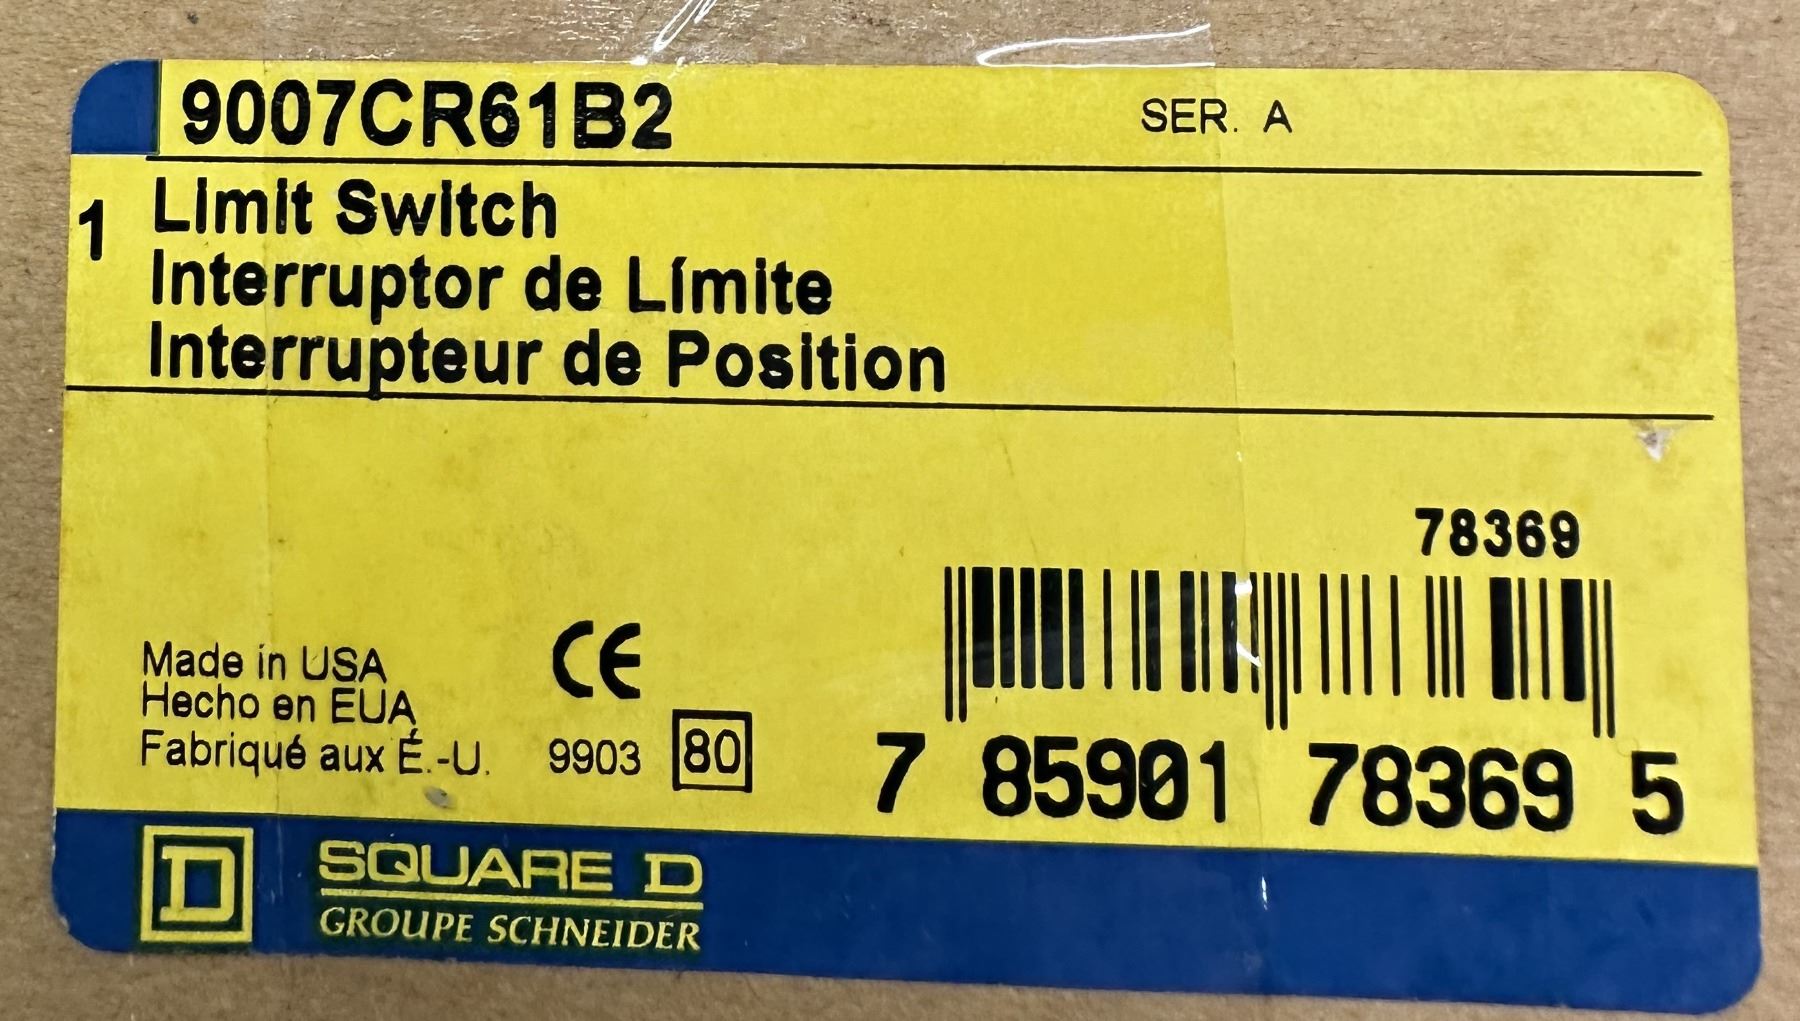 9007CR61B2 SER. A
1 Limit Switch
Interruptor de Límite
Interrupteur de Position
78369
Made in USA
Hecho en EUA
Fabriqué aux É.-U. 9903 80
CE
7 85901 78369 5
D SQUARE D
GROUPE SCHNEIDER